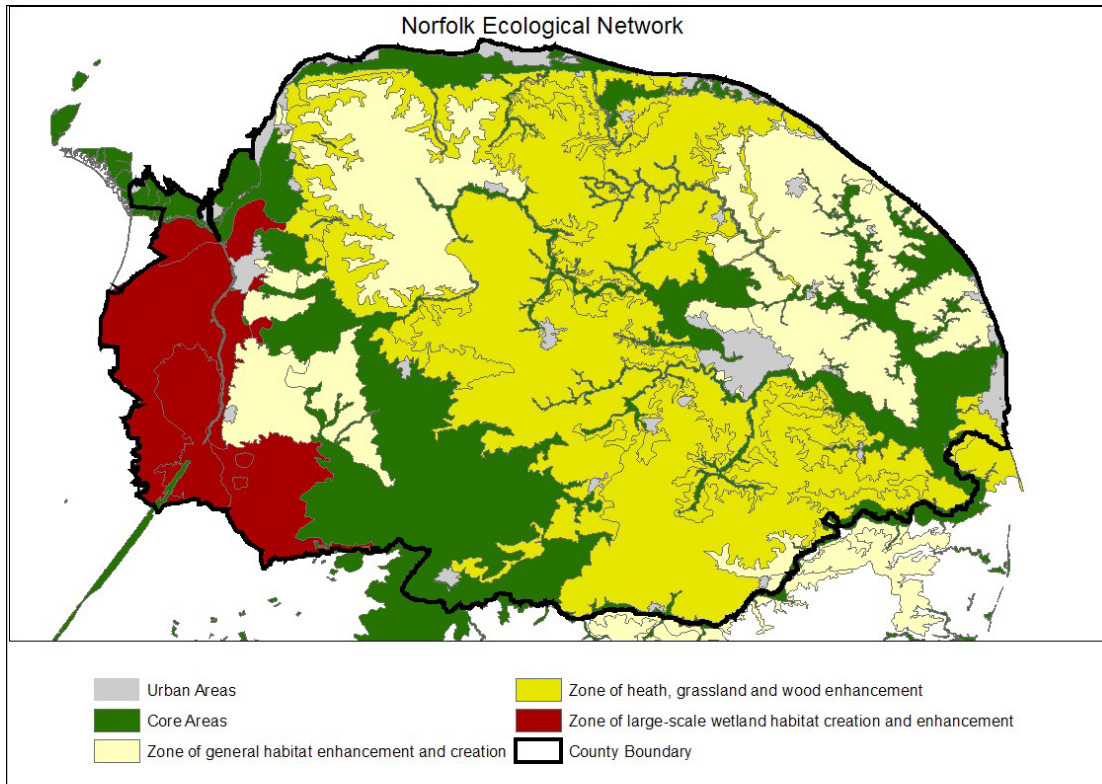 Norfolk Ecological Network
Urban Areas
Core Areas
Zone of general habitat enhancement and creation
Zone of heath, grassland and wood enhancement
Zone of large-scale wetland habitat creation and enhancement
County Boundary